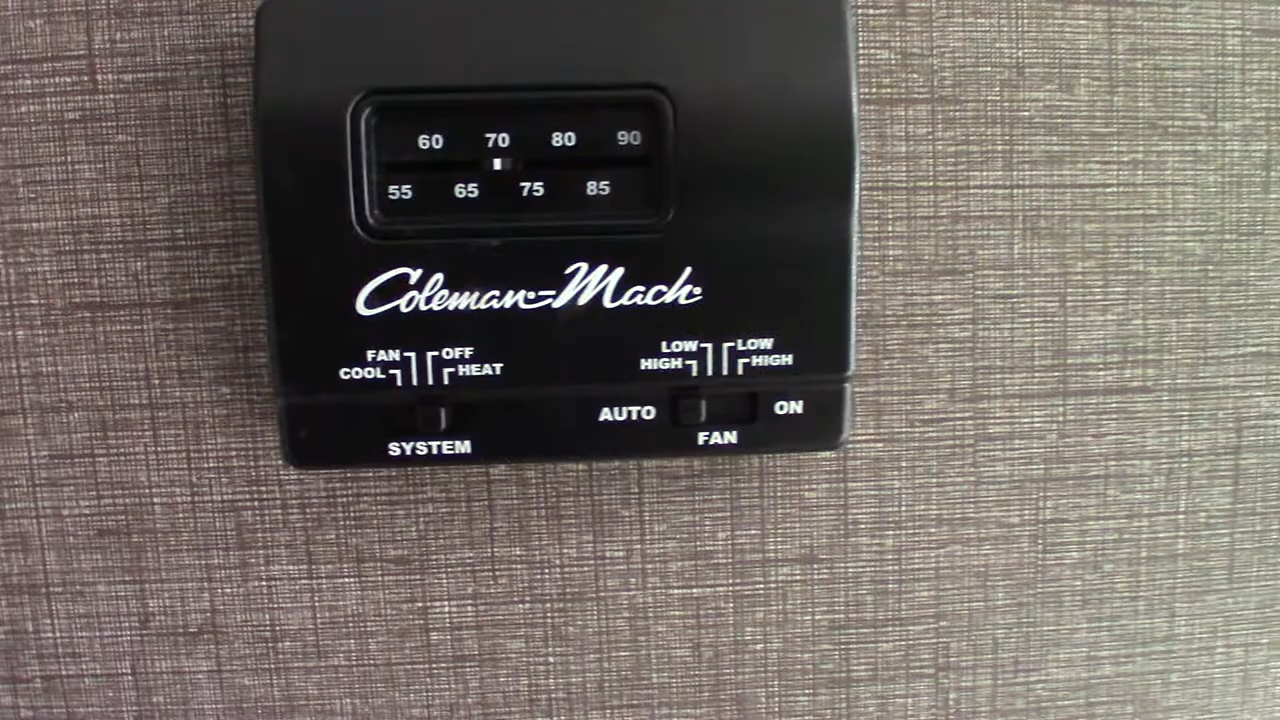 60 70 80 90
55 65 75 85
Coleman-Mach
FAN OFF
COOL HEAT
LOW LOW
HIGH HIGH
AUTO ON
SYSTEM
FAN